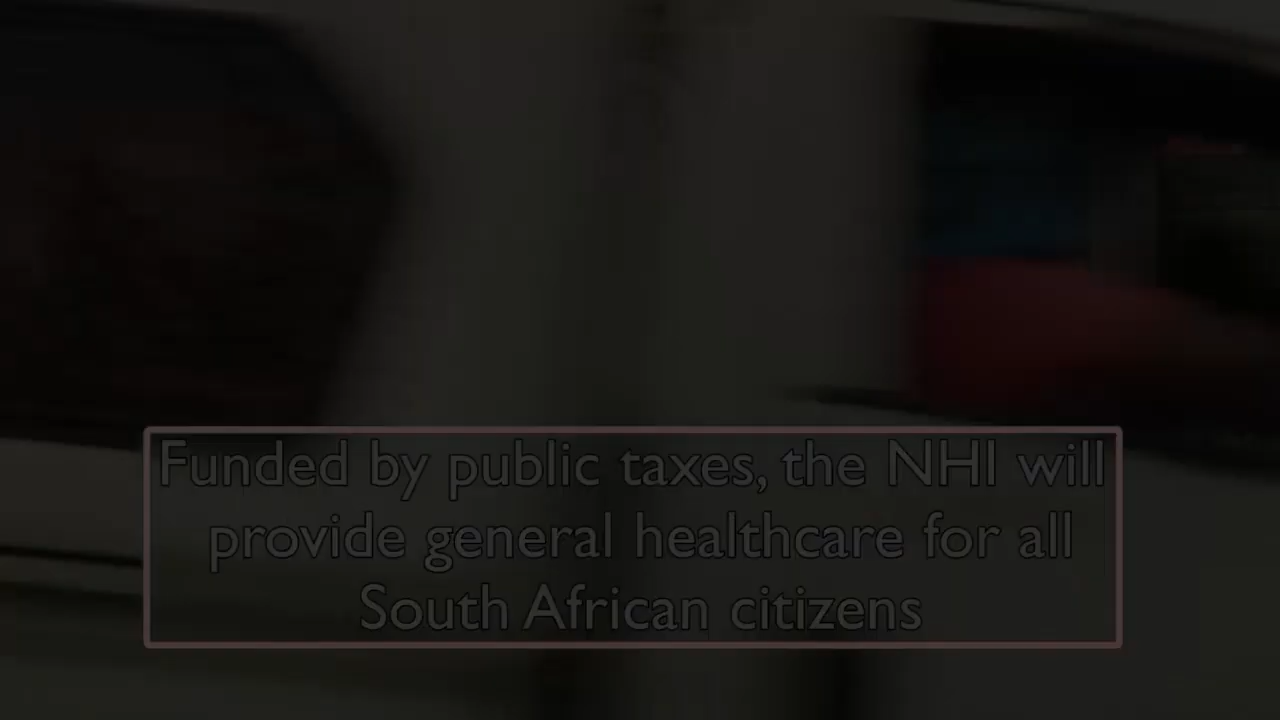 Funded by public taxes, the NHI will
provide general healthcare for all
South African citizens